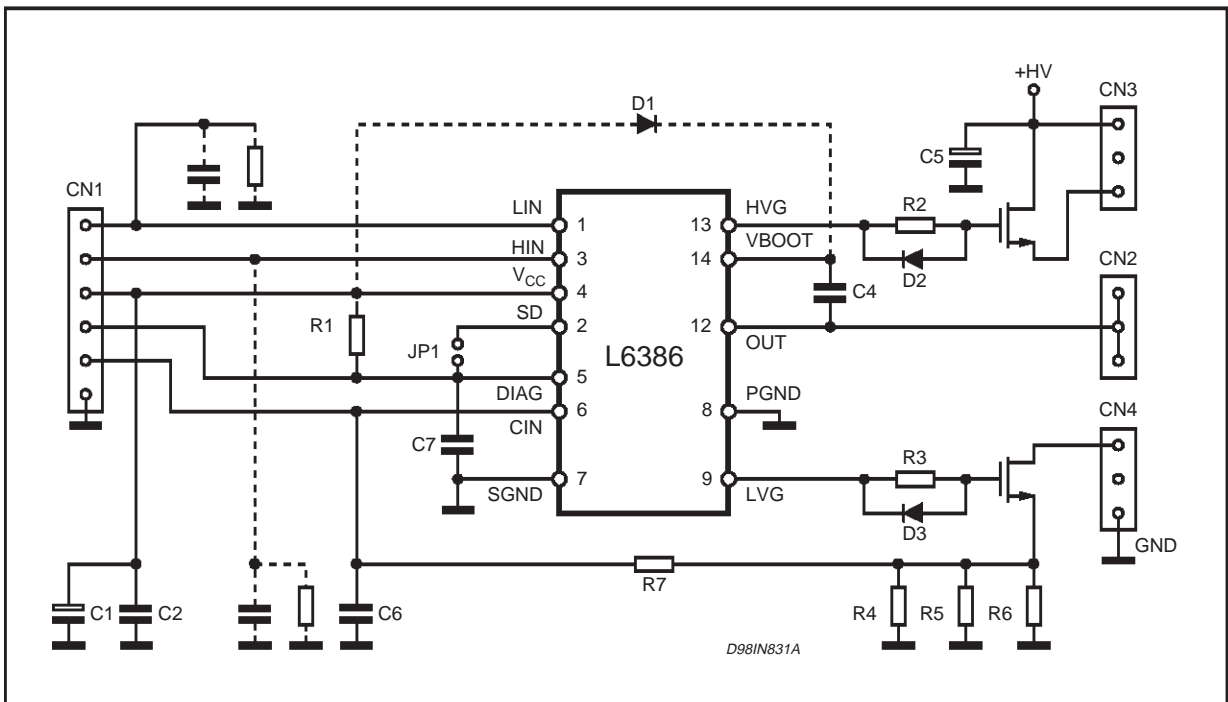 +HV
CN3
D1
C5
CN1
LIN
1
13
HVG
R2
HIN
3
14
VBOOT
D2
CN2
VCC
4
C4
R1
SD
2
12
OUT
JP1
L6386
5
DIAG
6
8
PGND
CN4
CIN
C7
R3
7
9
SGND
LVG
D3
GND
R7
C1
C2
C6
R4
R5
R6
D98IN831A